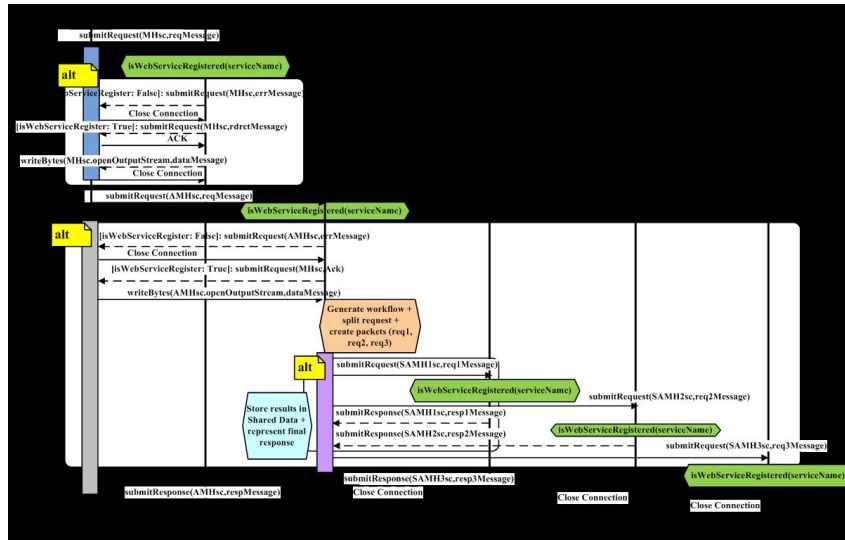 submitRequest(MHsc,reqMessage)
isWebServiceRegistered(serviceName)
alt
bServiceRegister: False]: submitRequest(MHsc,errMessage)
Close Connection
[isWebServiceRegister: True]: submitRequest(MHsc,rdrctMessage)
ACK
writeBytes(MHsc.openOutputStream,dataMessage)
Close Connection
submitRequest(AMHsc,reqMessage)
isWebServiceRegistered(serviceName)
alt
[isWebServiceRegister: False]: submitRequest(AMHsc,errMessage)
Close Connection
[isWebServiceRegister: True]: submitRequest(MHsc,Ack)
writeBytes(AMHsc.openOutputStream,dataMessage)
Generate workflow +
split request +
create packets (req1,
req2, req3)
alt
submitRequest(SAMH1sc,req1Message)
isWebServiceRegistered(serviceName)
submitRequest(SAMH2sc,req2Message)
Store results in
Shared Data +
represent final
response
submitResponse(SAMH1sc,resp1Message)
isWebServiceRegistered(serviceName)
submitResponse(SAMH2sc,resp2Message)
submitRequest(SAMH3sc,req3Message)
isWebServiceRegistered(serviceName)
submitResponse(SAMH3sc,resp3Message)
submitResponse(AMHsc,respMessage)
Close Connection
Close Connection
Close Connection